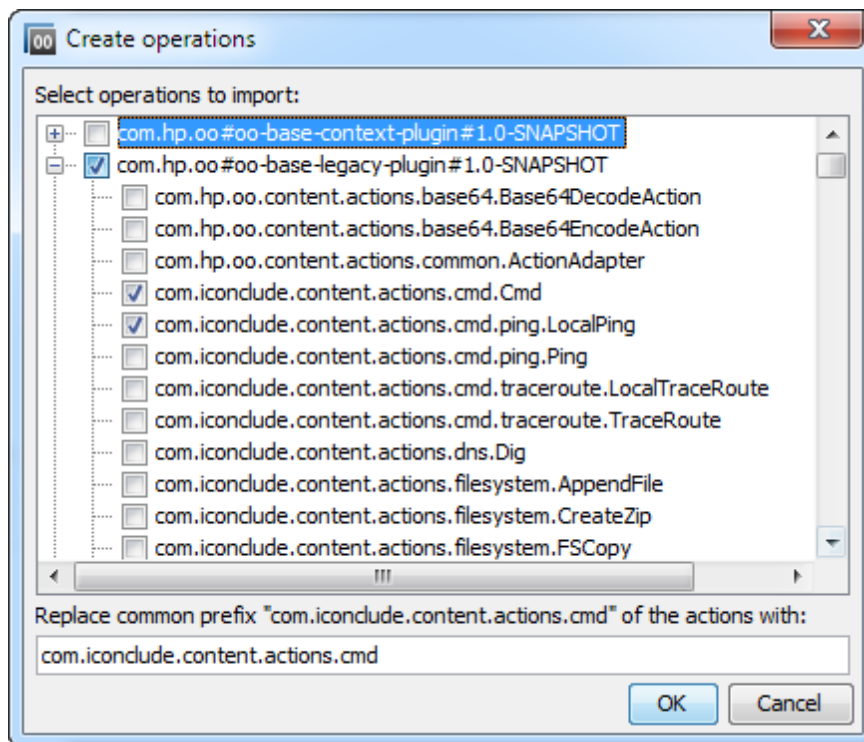 00 Create operations
Select operations to import:
com.hp.oo#oo-base-context-plugin#1.0-SNAPSHOT
com.hp.oo#oo-base-legacy-plugin#1.0-SNAPSHOT
com.hp.oo.content.actions.base64.Base64DecodeAction
com.hp.oo.content.actions.base64.Base64EncodeAction
com.hp.oo.content.actions.common.ActionAdapter
com.iconclude.content.actions.cmd.Cmd
com.iconclude.content.actions.cmd.ping.LocalPing
com.iconclude.content.actions.cmd.ping.Ping
com.iconclude.content.actions.cmd.traceroute.LocalTraceRoute
com.iconclude.content.actions.cmd.traceroute.TraceRoute
com.iconclude.content.actions.dns.Dig
com.iconclude.content.actions.filesystem.AppendFile
com.iconclude.content.actions.filesystem.CreateZip
com.iconclude.content.actions.filesystem.FSCopy
Replace common prefix "com.iconclude.content.actions.cmd" of the actions with:
com.iconclude.content.actions.cmd
OK Cancel